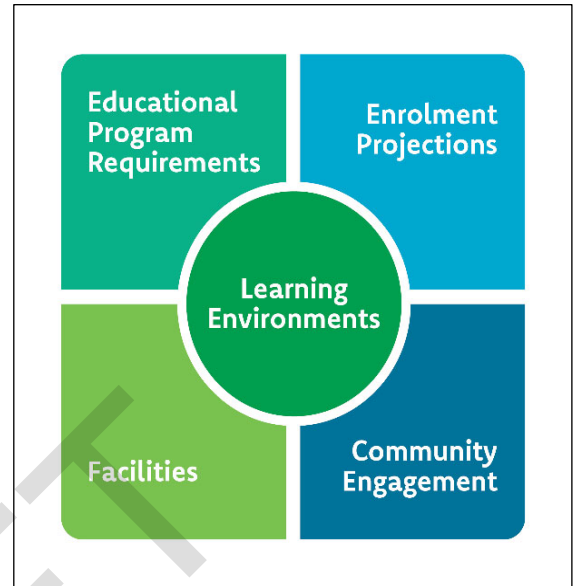 Educational
Program
Requirements
Enrolment
Projections
Learning
Environments
Facilities
Community
Engagement